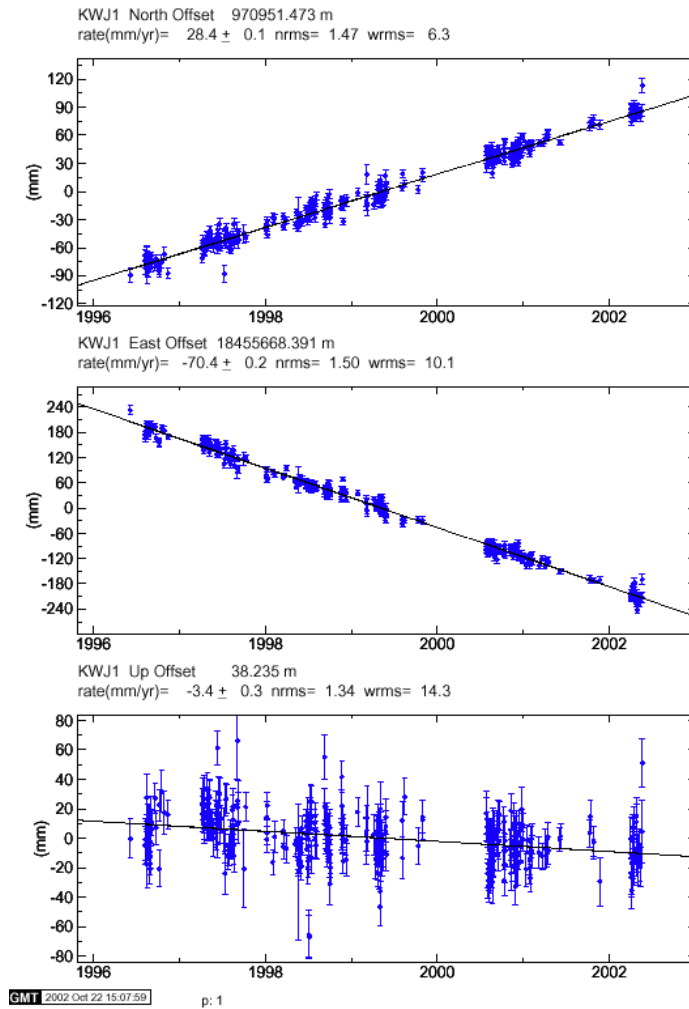 KWJ1 North Offset 970951.473 m
rate(mm/yr)= 28.4 ± 0.1 nrms= 1.47 wrms= 6.3
120
90
60
30
0
-30
-60
-90
-120
(mm)
1996 1998 2000 2002
KWJ1 East Offset 18455668.391 m
rate(mm/yr)= -70.4 ± 0.2 nrms= 1.50 wrms= 10.1
240
180
120
60
0
-60
-120
-180
-240
(mm)
1996 1998 2000 2002
KWJ1 Up Offset 38.235 m
rate(mm/yr)= -3.4 ± 0.3 nrms= 1.34 wrms= 14.3
80
60
40
20
0
-20
-40
-60
-80
(mm)
1996 1998 2000 2002
GMT 2002 Oct 22 15:07:59 p: 1